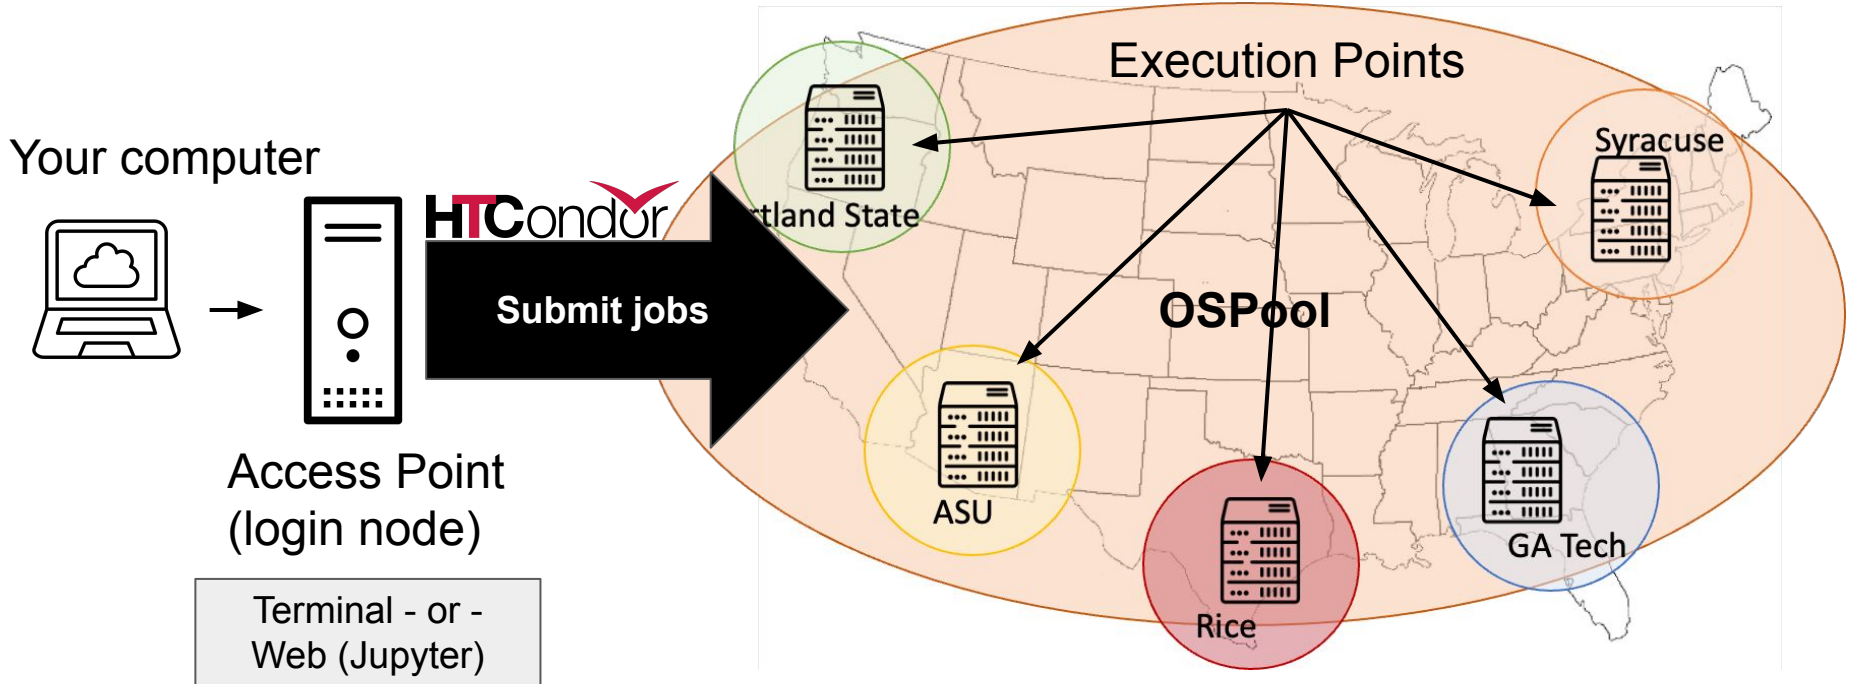 Your computer
Access Point
(login node)
Terminal - or -
Web (Jupyter)
HTCondor
Submit jobs
Execution Points
OSPool
tland State
Syracuse
ASU
Rice
GA Tech